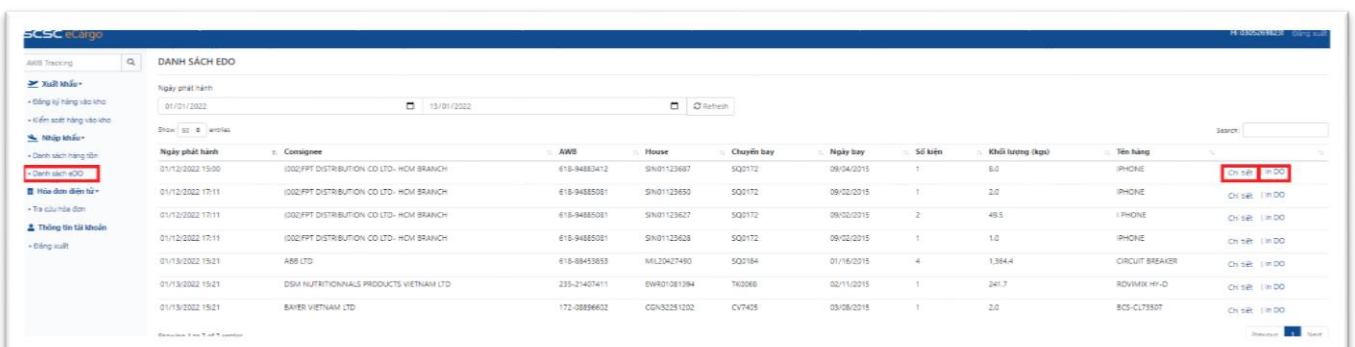 SCSC eCargo
Hi 0305269823! Đăng xuất
AWB Tracking
DANH SÁCH EDO
Xuất khẩu
Ngày phát hành
• Đăng ký hàng vào kho
01/01/2022 15/01/2022 Refresh
• Kiểm soát hàng vào kho
Show 50 entries Search:
Nhập khẩu
Ngày phát hành Consignee AWB House Chuyến bay Ngày bay Số kiện Khối lượng (kgs) Tên hàng
• Danh sách hàng tồn
01/12/2022 15:00 (002)FPT DISTRIBUTION CO LTD- HCM BRANCH 618-94883412 SIN01123687 SQ0172 09/04/2015 1 8.0 IPHONE Chi tiết | In DO
• Danh sách eDO
Hóa đơn điện tử
01/12/2022 17:11 (002)FPT DISTRIBUTION CO LTD- HCM BRANCH 618-94885081 SIN01123650 SQ0172 09/02/2015 1 2.0 IPHONE Chi tiết | In DO
• Tra cứu hóa đơn
01/12/2022 17:11 (002)FPT DISTRIBUTION CO LTD- HCM BRANCH 618-94885081 SIN01123627 SQ0172 09/02/2015 2 49.5 I PHONE Chi tiết | In DO
Thông tin tài khoản
01/12/2022 17:11 (002)FPT DISTRIBUTION CO LTD- HCM BRANCH 618-94885081 SIN01123628 SQ0172 09/02/2015 1 1.0 IPHONE Chi tiết | In DO
• Đăng xuất
01/13/2022 15:21 ABB LTD 618-88453853 MIL20427490 SQ0184 01/16/2015 4 1,364.4 CIRCUIT BREAKER Chi tiết | In DO
01/13/2022 15:21 DSM NUTRITIONNALS PRODUCTS VIETNAM LTD 235-21407411 EWR01081394 TK0068 02/11/2015 1 241.7 ROVIMIX HY-D Chi tiết | In DO
01/13/2022 15:21 BAYER VIETNAM LTD 172-08896602 CGN32251202 CV7405 03/08/2015 1 2.0 BCS-CL7350T Chi tiết | In DO
Showing 1 to 7 of 7 entries Previous 1 Next